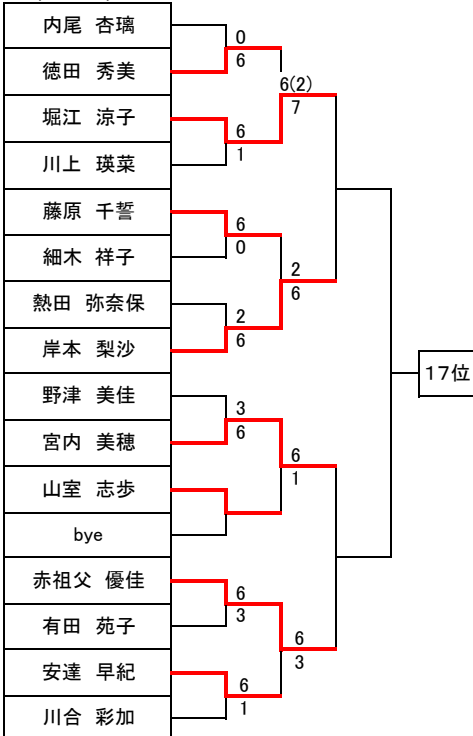 内尾 杏璃
0
徳田 秀美
6
6(2)
堀江 涼子
7
6
川上 瑛菜
1
藤原 千誓
6
細木 祥子
0
2
熱田 弥奈保
6
2
岸本 梨沙
6
17位
野津 美佳
3
宮内 美穂
6
6
山室 志歩
1
bye
赤祖父 優佳
6
有田 苑子
3
6
安達 早紀
3
6
川合 彩加
1